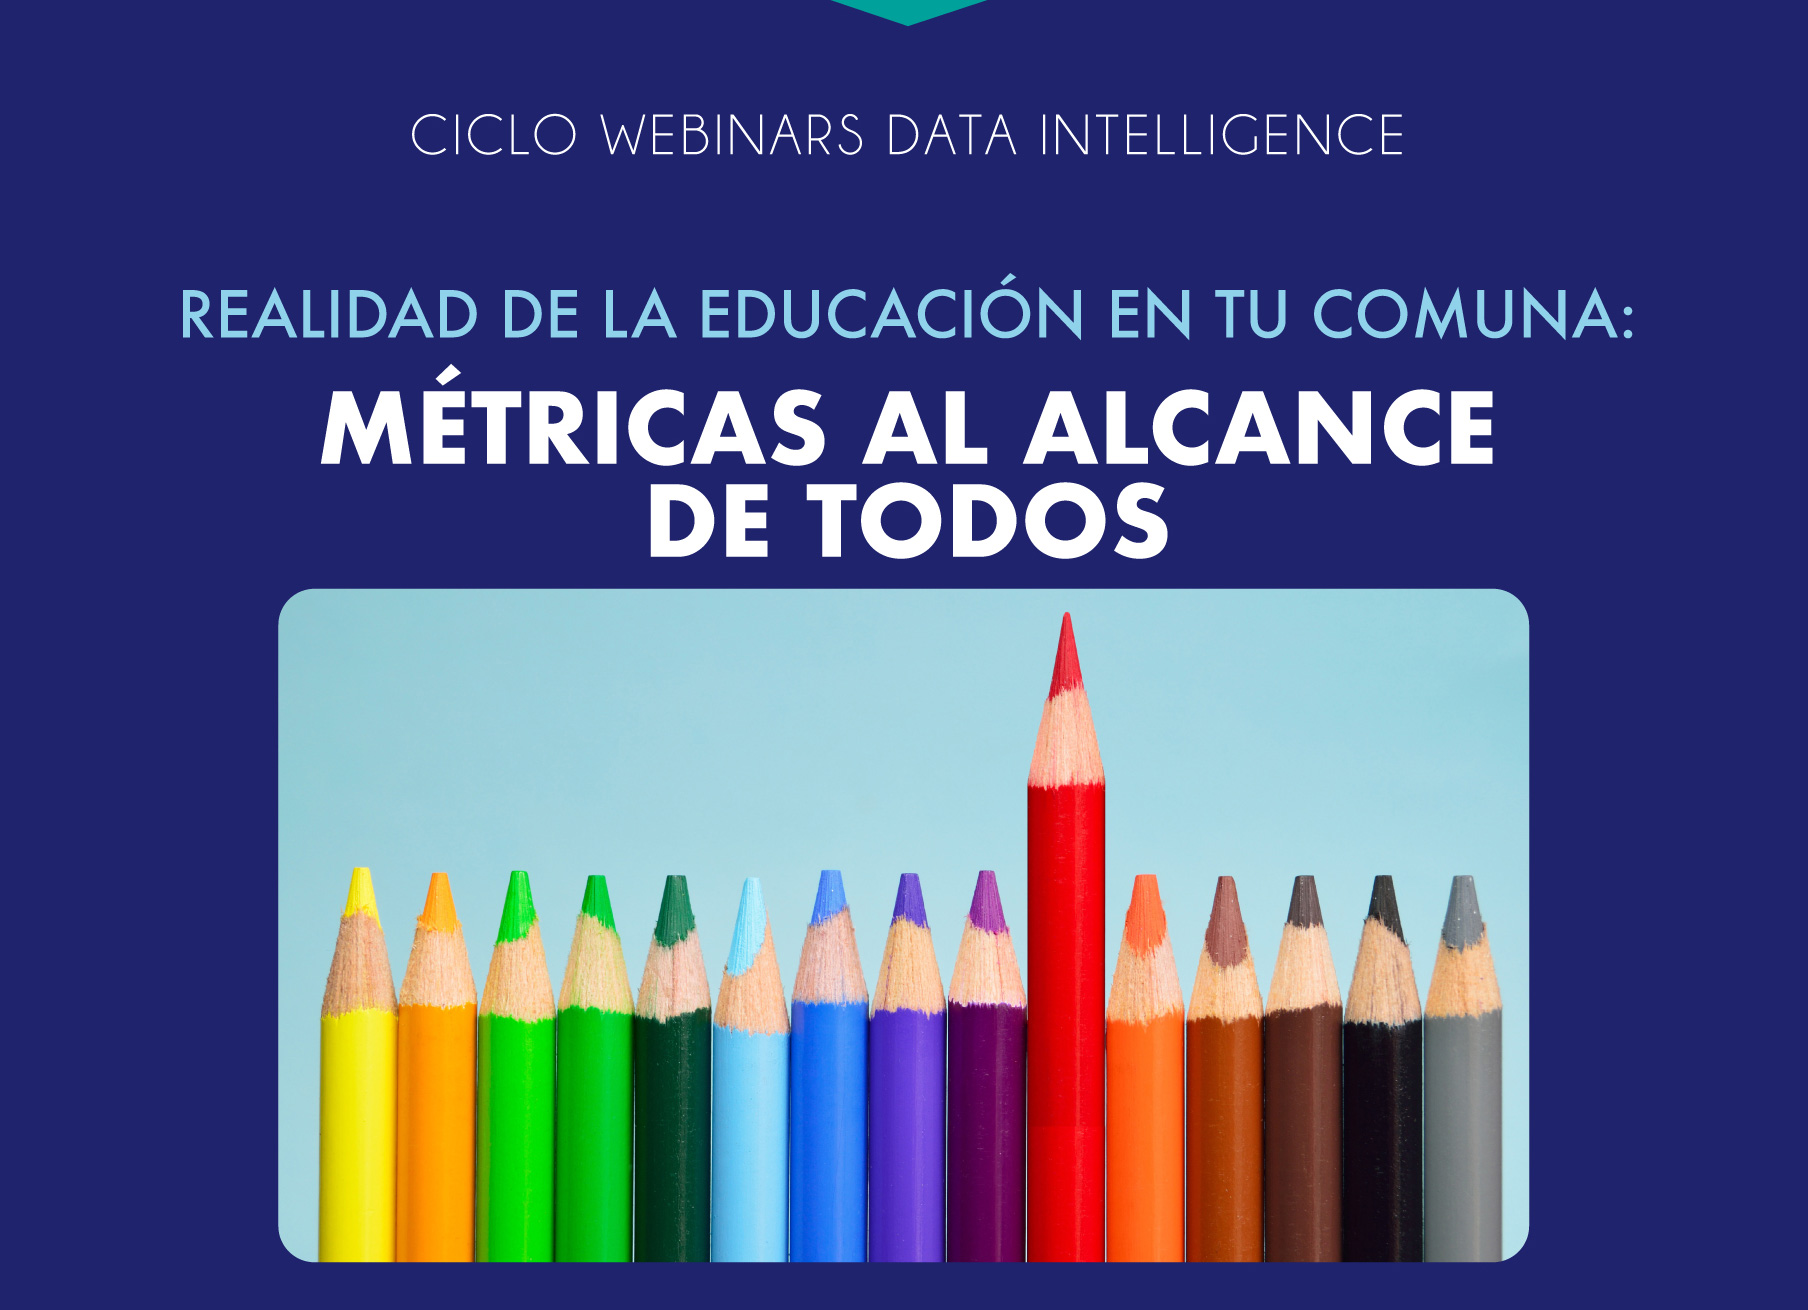 CICLO WEBINARS DATA INTELLIGENCE
REALIDAD DE LA EDUCACIÓN EN TU COMUNA:
MÉTRICAS AL ALCANCE
DE TODOS